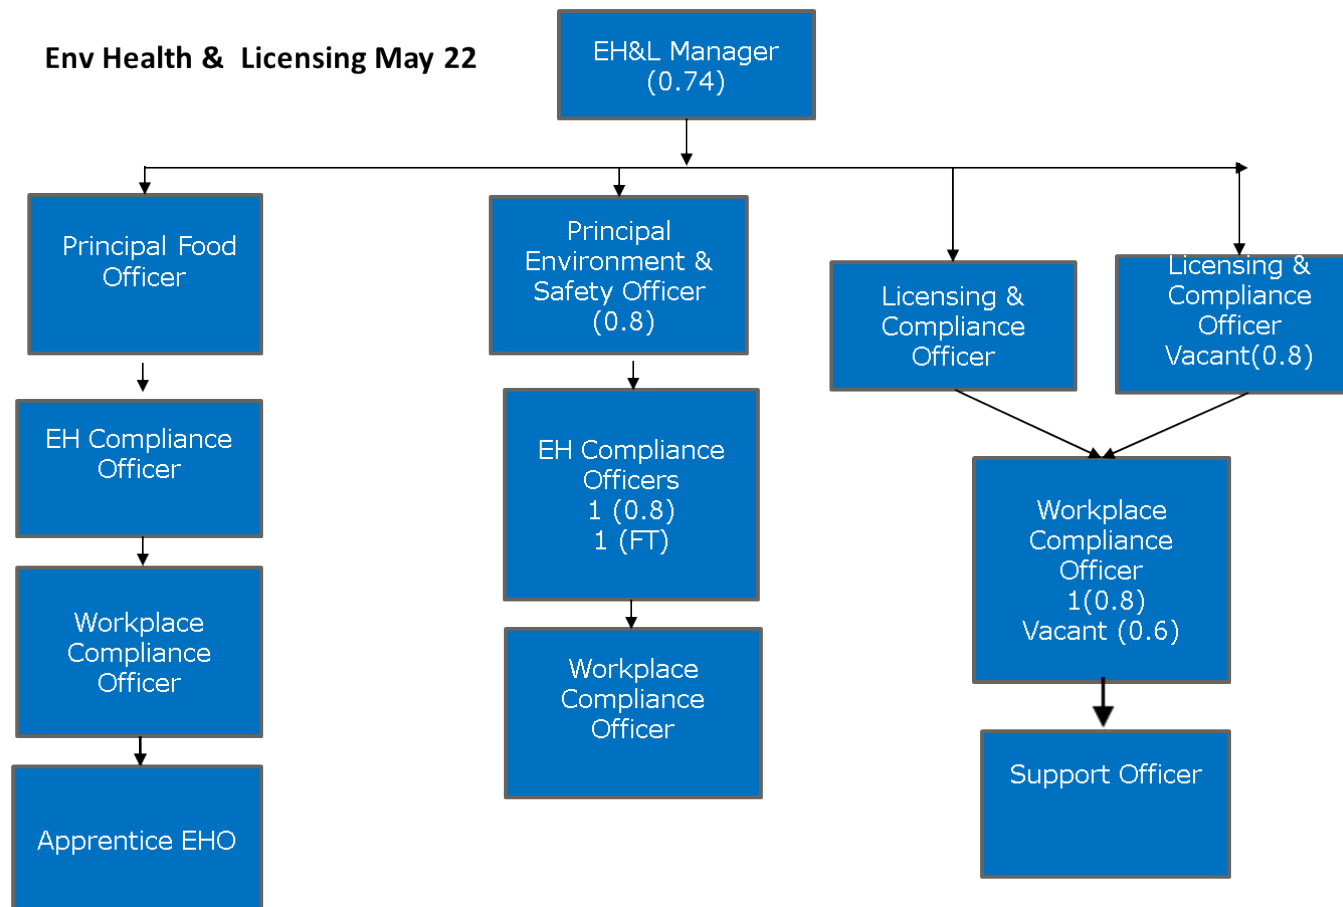 Env Health & Licensing May 22
EH&L Manager
(0.74)
Principal Food
Officer
Principal
Environment &
Safety Officer
(0.8)
Licensing &
Compliance
Officer
Licensing &
Compliance
Officer
Vacant(0.8)
EH Compliance
Officer
EH Compliance
Officers
1 (0.8)
1 (FT)
Workplace
Compliance
Officer
1(0.8)
Vacant (0.6)
Workplace
Compliance
Officer
Workplace
Compliance
Officer
Support Officer
Apprentice EHO